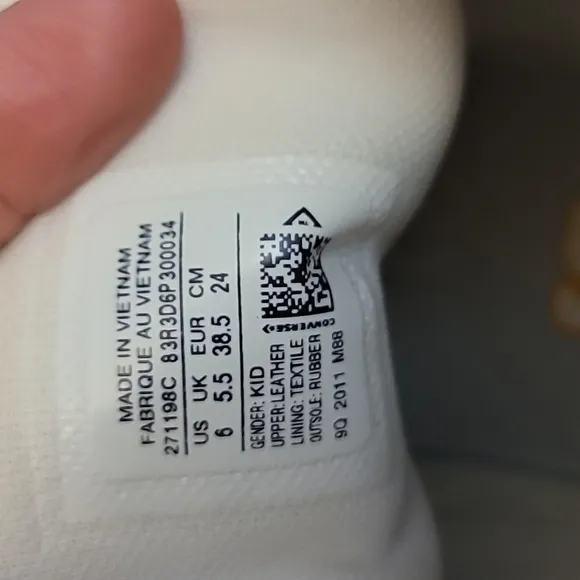 MADE IN VIETNAM
FABRIQUE AU VIETNAM
271198C 83R3D6P300034
US UK EUR CM
6 5.5 38.5 24
GENDER: KID
UPPER: LEATHER
LINING: TEXTILE
OUTSOLE: RUBBER
9Q 2011 M88
CONVERSE